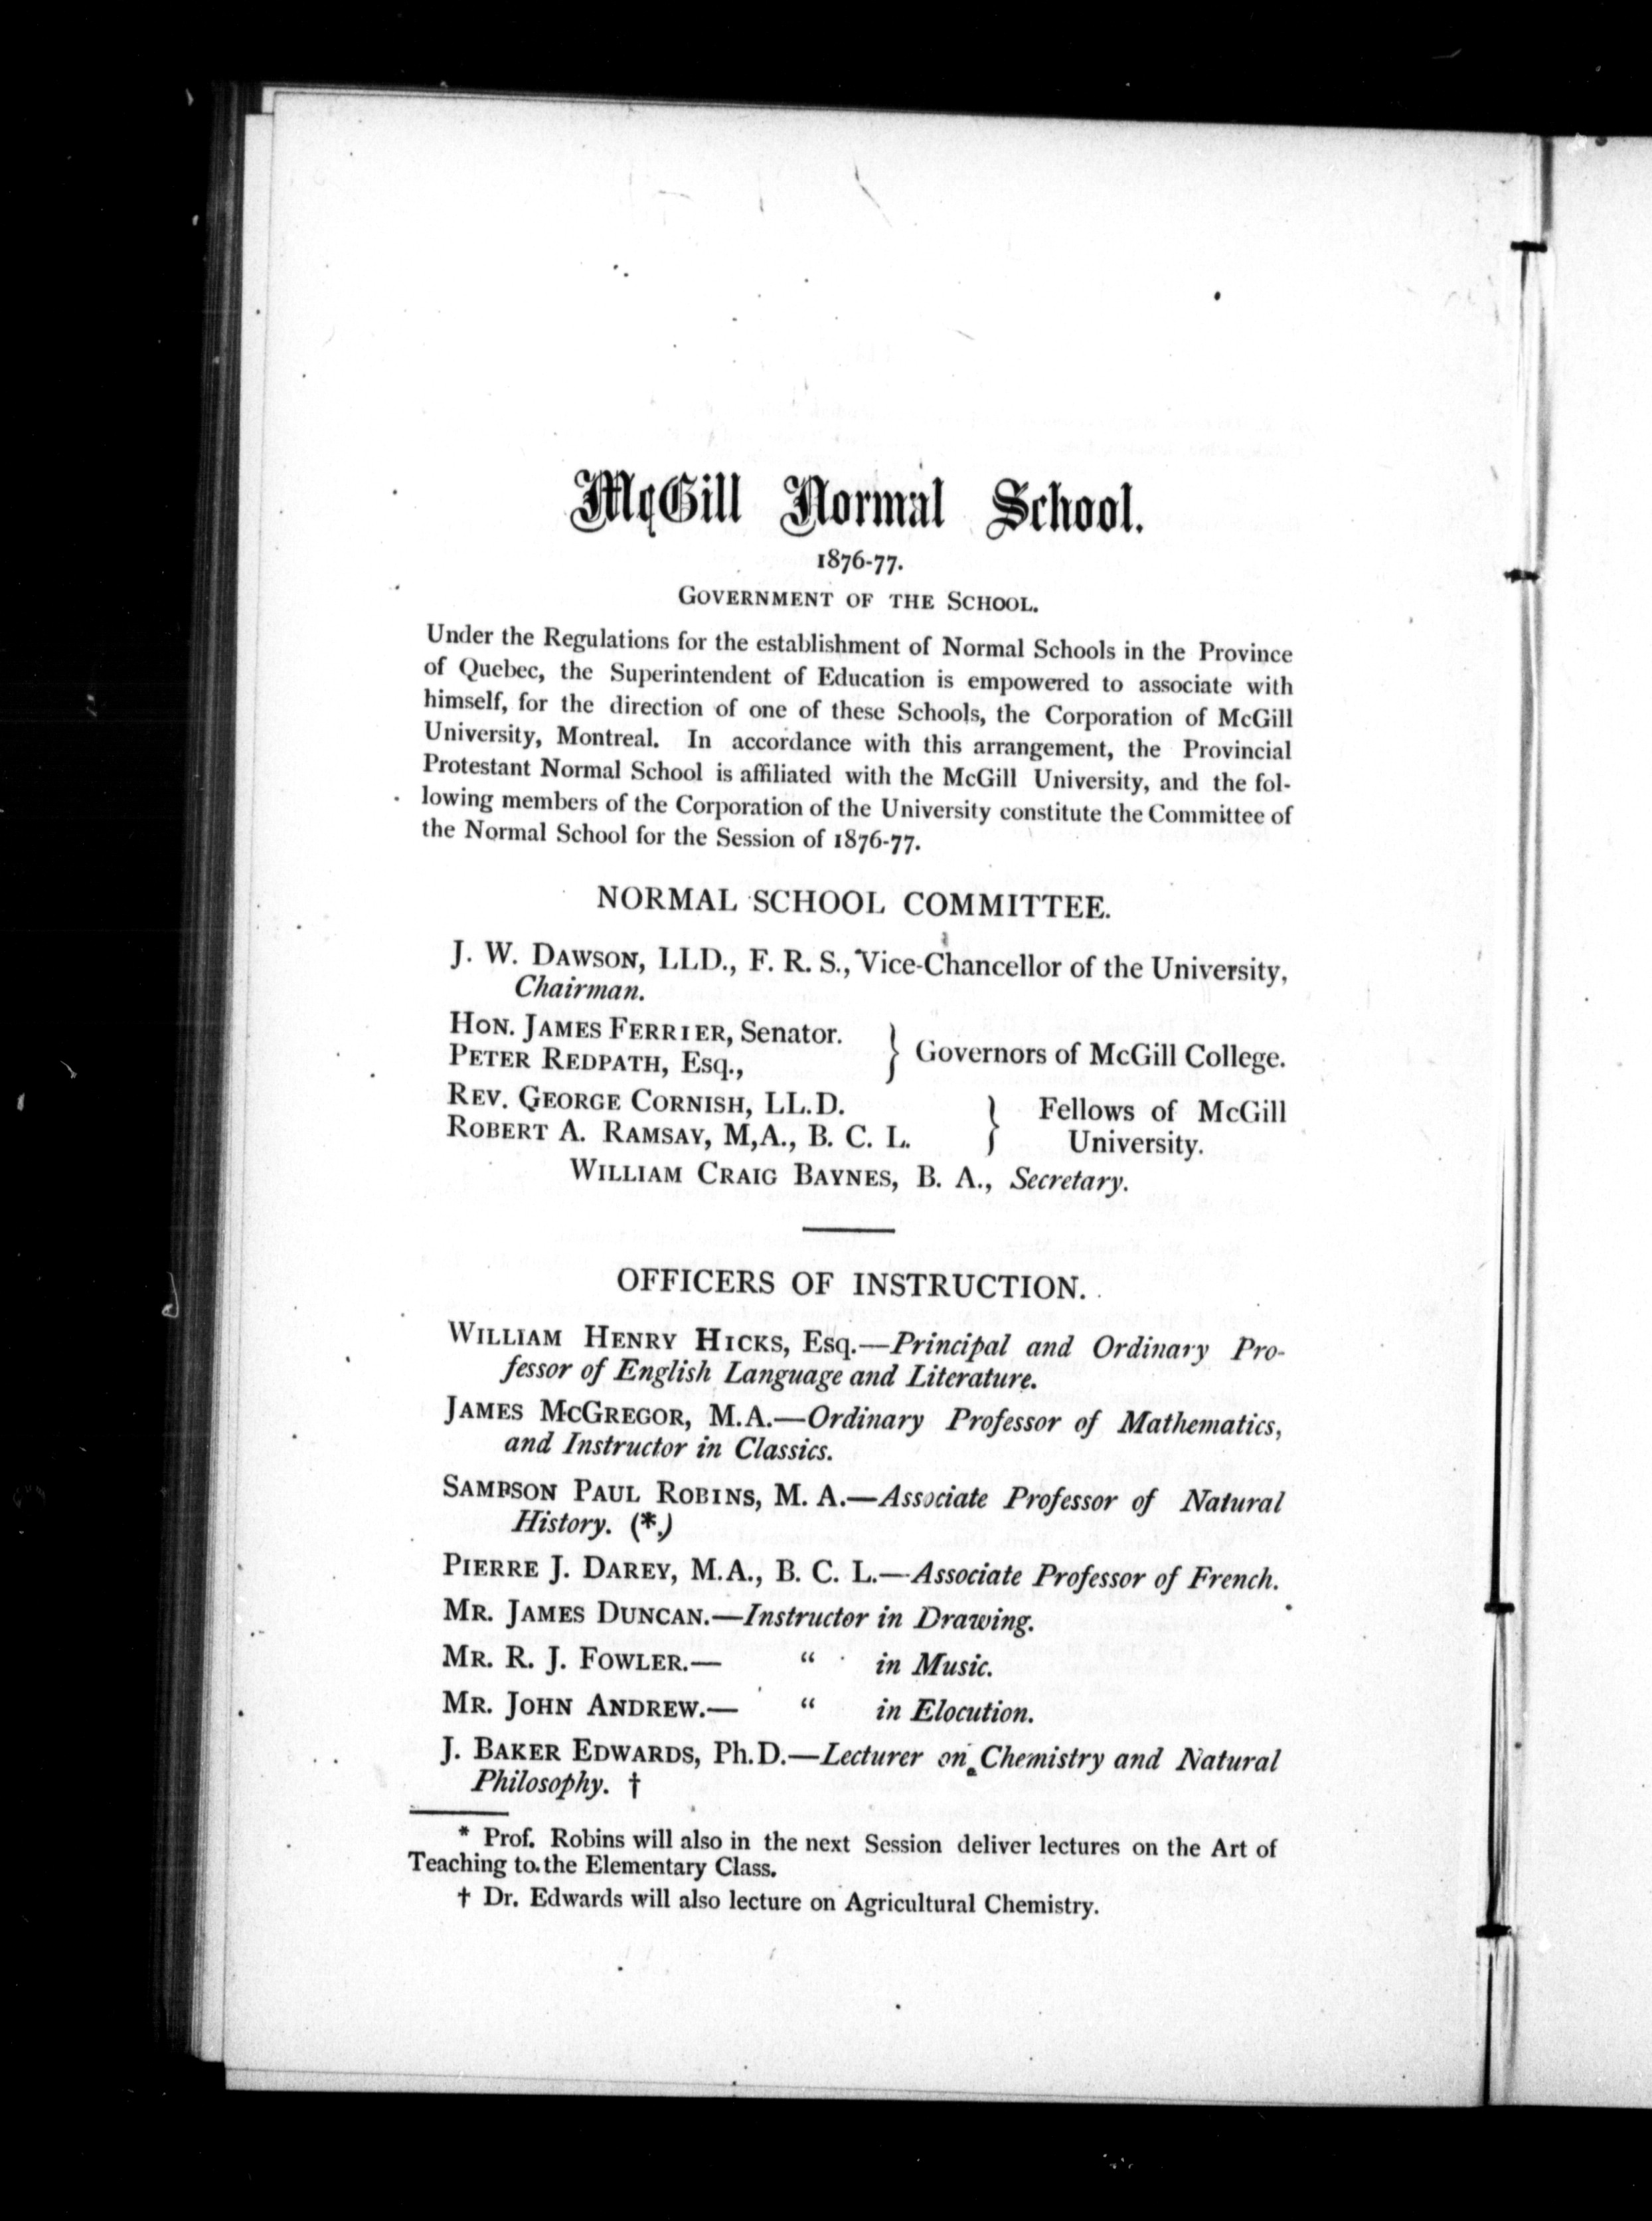 McGill Normal School.
1876-77.
GOVERNMENT OF THE SCHOOL.
Under the Regulations for the establishment of Normal Schools in the Province
of Quebec, the Superintendent of Education is empowered to associate with
himself, for the direction of one of these Schools, the Corporation of McGill
University, Montreal. In accordance with this arrangement, the Provincial
Protestant Normal School is affiliated with the McGill University, and the fol-
lowing members of the Corporation of the University constitute the Committee of
the Normal School for the Session of 1876-77.
NORMAL SCHOOL COMMITTEE.
J. W. DAWSON, LLD., F. R. S., Vice-Chancellor of the University,
Chairman.
HON. JAMES FERRIER, Senator.
PETER REDPATH, Esq.,
} Governors of McGill College.
REV. GEORGE CORNISH, LL.D.
ROBERT A. RAMSAY, M,A., B. C. L.
} Fellows of McGill
University.
WILLIAM CRAIG BAYNES, B. A., Secretary.
OFFICERS OF INSTRUCTION.
WILLIAM HENRY HICKS, Esq.—Principal and Ordinary Pro-
fessor of English Language and Literature.
JAMES MCGREGOR, M.A.—Ordinary Professor of Mathematics,
and Instructor in Classics.
SAMPSON PAUL ROBINS, M. A.—Associate Professor of Natural
History. (*.)
PIERRE J. DAREY, M.A., B. C. L.—Associate Professor of French.
MR. JAMES DUNCAN.—Instructor in Drawing.
MR. R. J. FOWLER.— “ in Music.
MR. JOHN ANDREW.— “ in Elocution.
J. BAKER EDWARDS, Ph.D.—Lecturer on Chemistry and Natural
Philosophy. †
* Prof. Robins will also in the next Session deliver lectures on the Art of
Teaching to the Elementary Class.
† Dr. Edwards will also lecture on Agricultural Chemistry.